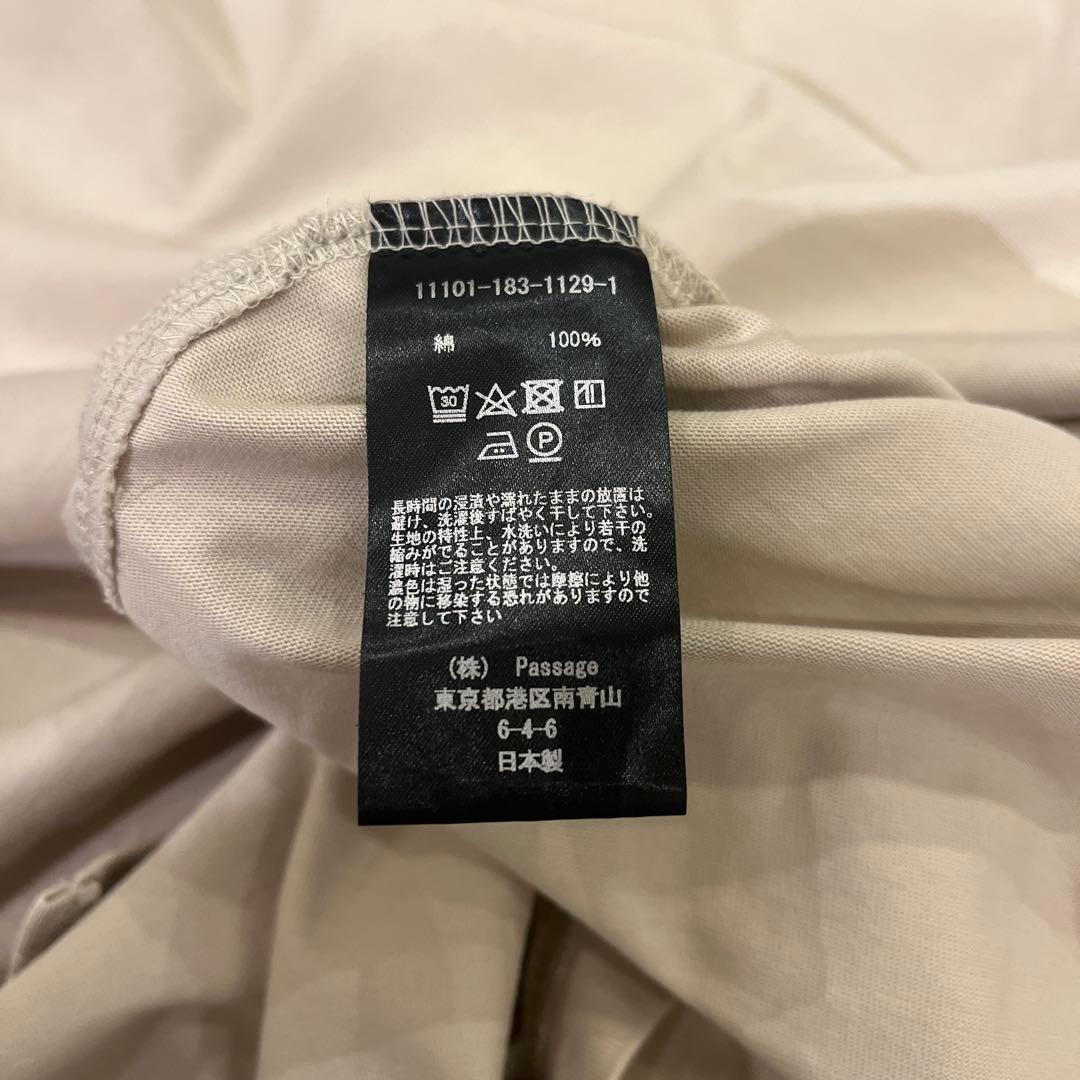 11101-183-1129-1
綿 100%
30
P
長時間の浸漬や濡れたままの放置は
避け、洗濯後すばやく干して下さい。
生地の特性上、水洗いにより若干の
縮みがでることがありますので、洗
濯時はご注意ください。
濃色は湿った状態では摩擦により他
の物に移染する恐れがありますので
注意して下さい
(株) Passage
東京都港区南青山
6-4-6
日本製